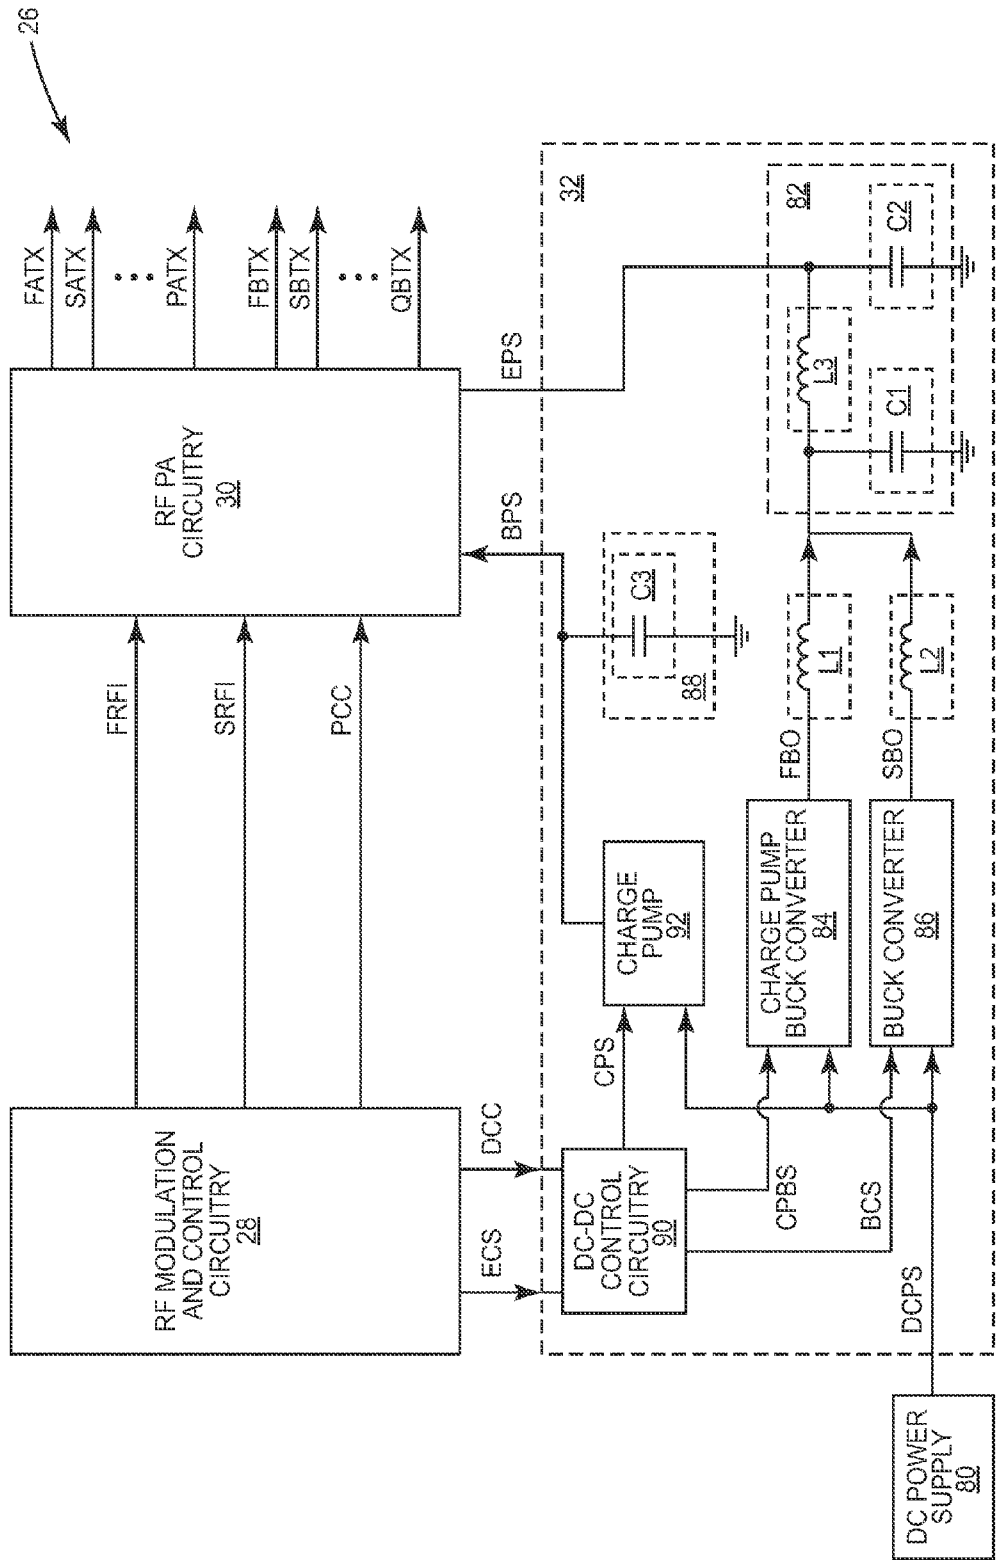 26
FATX
SATX
PATX
FBTX
SBTX
QBTX
RF PA
CIRCUITRY
30
EPS
BPS
FRFI
SRFI
PCC
RF MODULATION
AND CONTROL
CIRCUITRY
28
DCC
ECS
32
82
C2
L3
C1
C3
88
L1
L2
FBO
SBO
CHARGE
PUMP
92
CHARGE PUMP
BUCK CONVERTER
84
BUCK CONVERTER
86
CPS
DC-DC
CONTROL
CIRCUITRY
90
CPBS
BCS
DCPS
DC POWER
SUPPLY
80